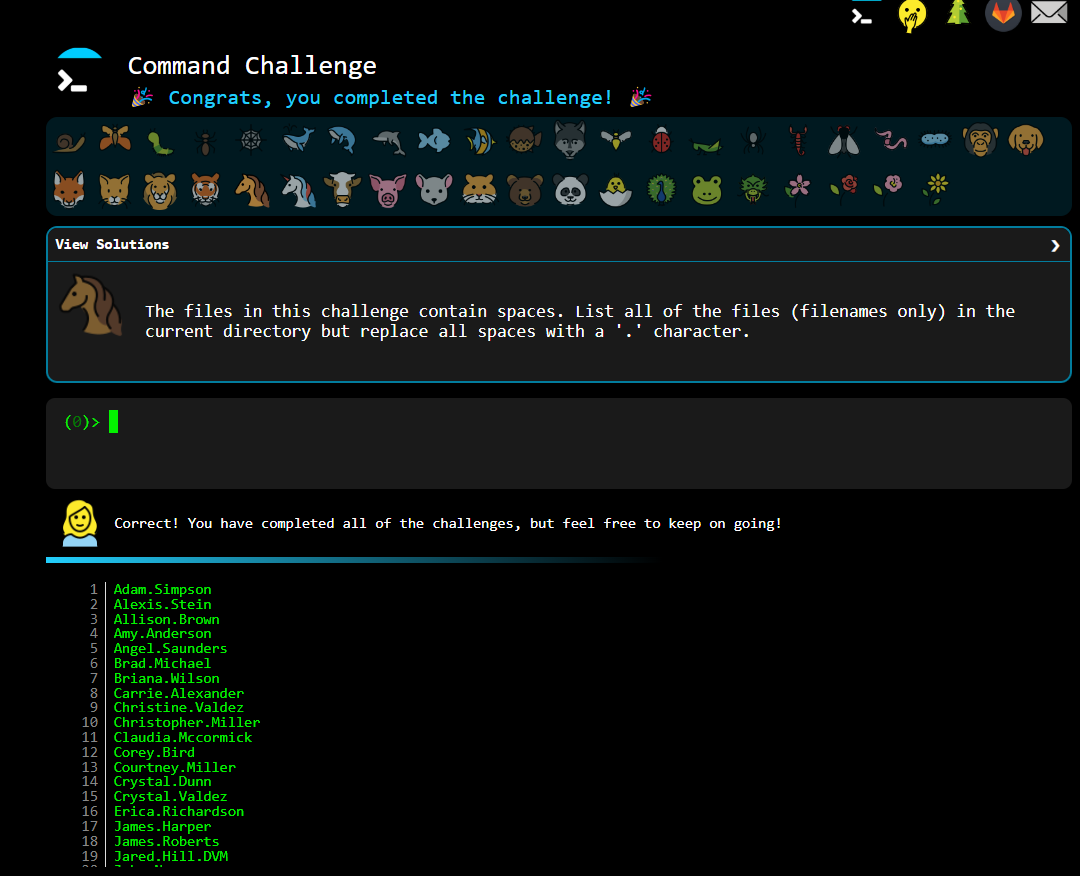 Command Challenge
🎉 Congrats, you completed the challenge! 🎉
View Solutions
The files in this challenge contain spaces. List all of the files (filenames only) in the
current directory but replace all spaces with a '.' character.
(0)>
Correct! You have completed all of the challenges, but feel free to keep on going!
1 Adam.Simpson
2 Alexis.Stein
3 Allison.Brown
4 Amy.Anderson
5 Angel.Saunders
6 Brad.Michael
7 Briana.Wilson
8 Carrie.Alexander
9 Christine.Valdez
10 Christopher.Miller
11 Claudia.Mccormick
12 Corey.Bird
13 Courtney.Miller
14 Crystal.Dunn
15 Crystal.Valdez
16 Erica.Richardson
17 James.Harper
18 James.Roberts
19 Jared.Hill.DVM